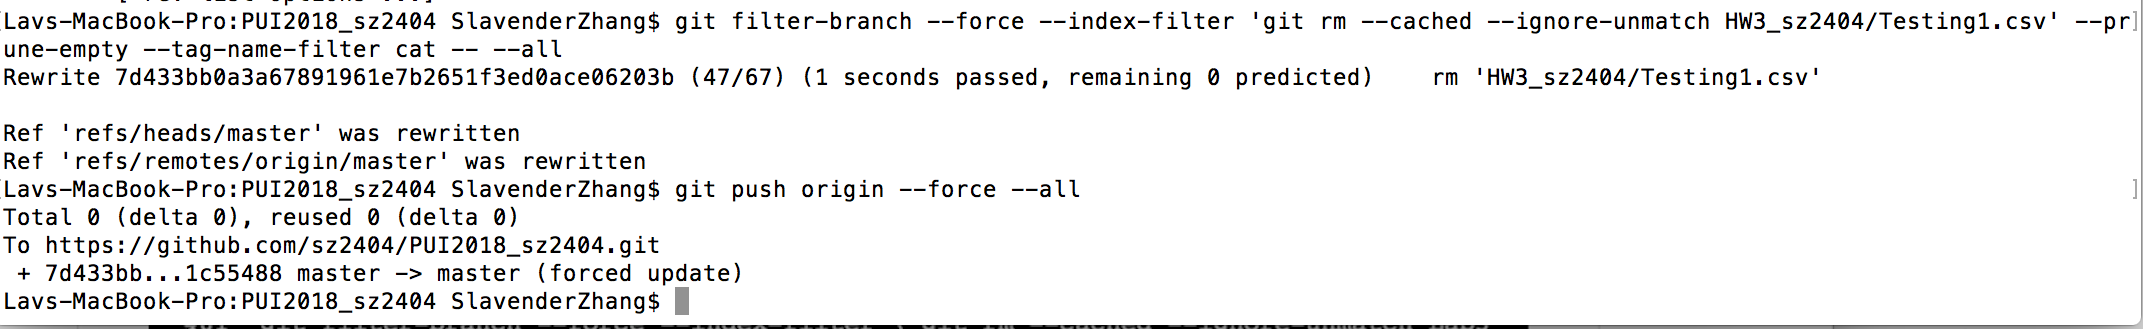 [Lavs-MacBook-Pro:PUI2018_sz2404 SlavenderZhang$ git filter-branch --force --index-filter 'git rm --cached --ignore-unmatch HW3_sz2404/Testing1.csv' --pr]
une-empty --tag-name-filter cat -- --all
Rewrite 7d433bb0a3a67891961e7b2651f3ed0ace06203b (47/67) (1 seconds passed, remaining 0 predicted)    rm 'HW3_sz2404/Testing1.csv'
Ref 'refs/heads/master' was rewritten
Ref 'refs/remotes/origin/master' was rewritten
[Lavs-MacBook-Pro:PUI2018_sz2404 SlavenderZhang$ git push origin --force --all ]
Total 0 (delta 0), reused 0 (delta 0)
To https://github.com/sz2404/PUI2018_sz2404.git
 + 7d433bb...1c55488 master -> master (forced update)
Lavs-MacBook-Pro:PUI2018_sz2404 SlavenderZhang$